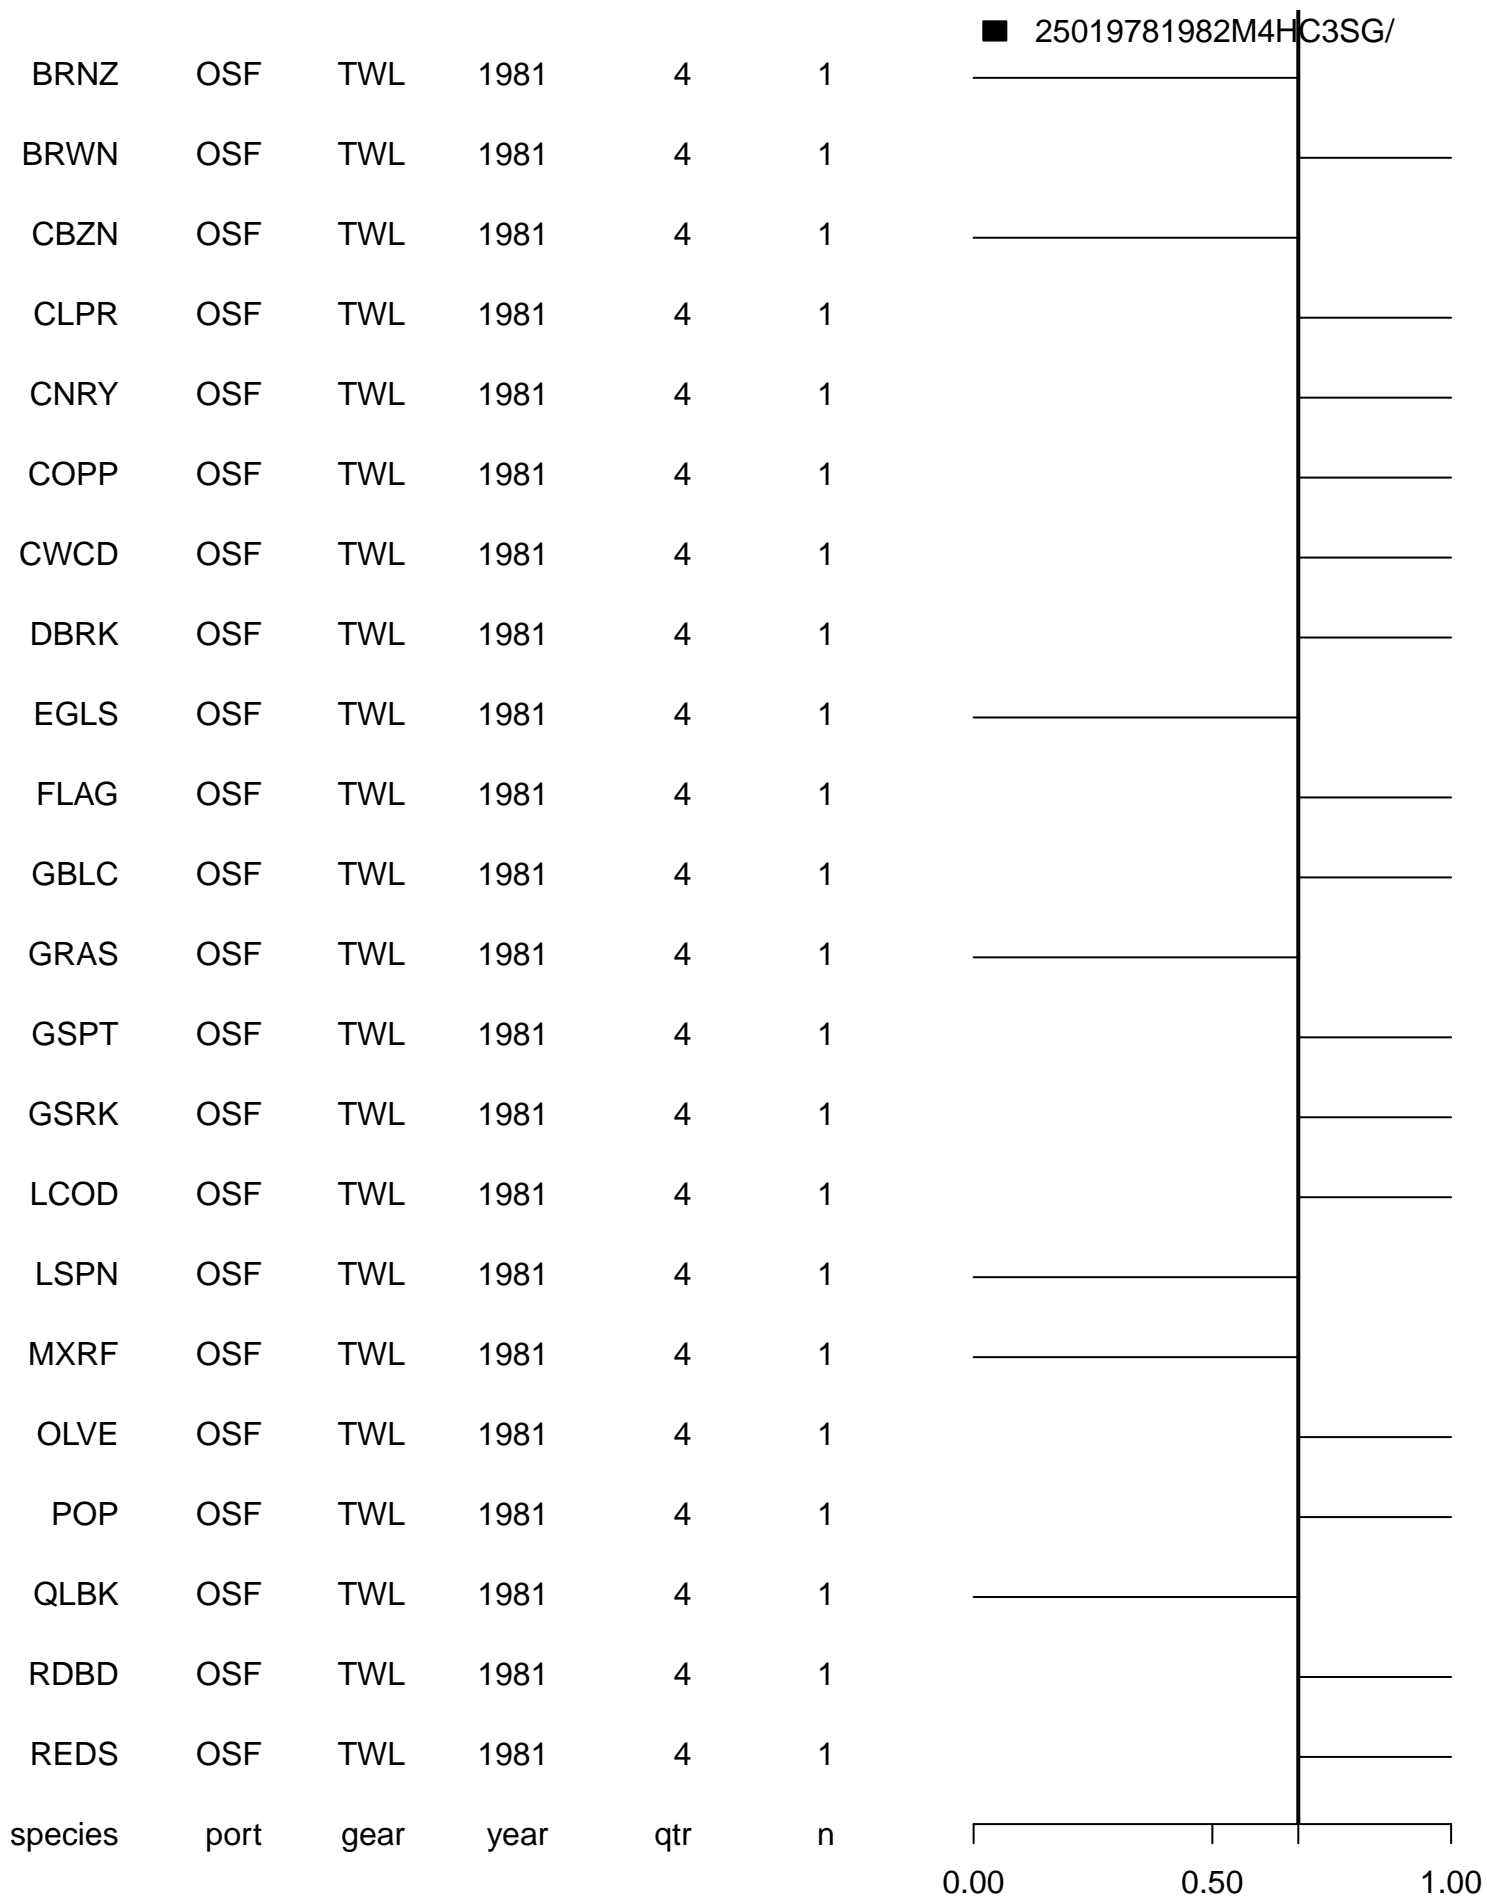 25019781982M4HC3SG/
BRNZ OSF TWL 1981 4 1
BRWN OSF TWL 1981 4 1
CBZN OSF TWL 1981 4 1
CLPR OSF TWL 1981 4 1
CNRY OSF TWL 1981 4 1
COPP OSF TWL 1981 4 1
CWCD OSF TWL 1981 4 1
DBRK OSF TWL 1981 4 1
EGLS OSF TWL 1981 4 1
FLAG OSF TWL 1981 4 1
GBLC OSF TWL 1981 4 1
GRAS OSF TWL 1981 4 1
GSPT OSF TWL 1981 4 1
GSRK OSF TWL 1981 4 1
LCOD OSF TWL 1981 4 1
LSPN OSF TWL 1981 4 1
MXRF OSF TWL 1981 4 1
OLVE OSF TWL 1981 4 1
POP OSF TWL 1981 4 1
QLBK OSF TWL 1981 4 1
RDBD OSF TWL 1981 4 1
REDS OSF TWL 1981 4 1
species port gear year qtr n
0.00 0.50 1.00